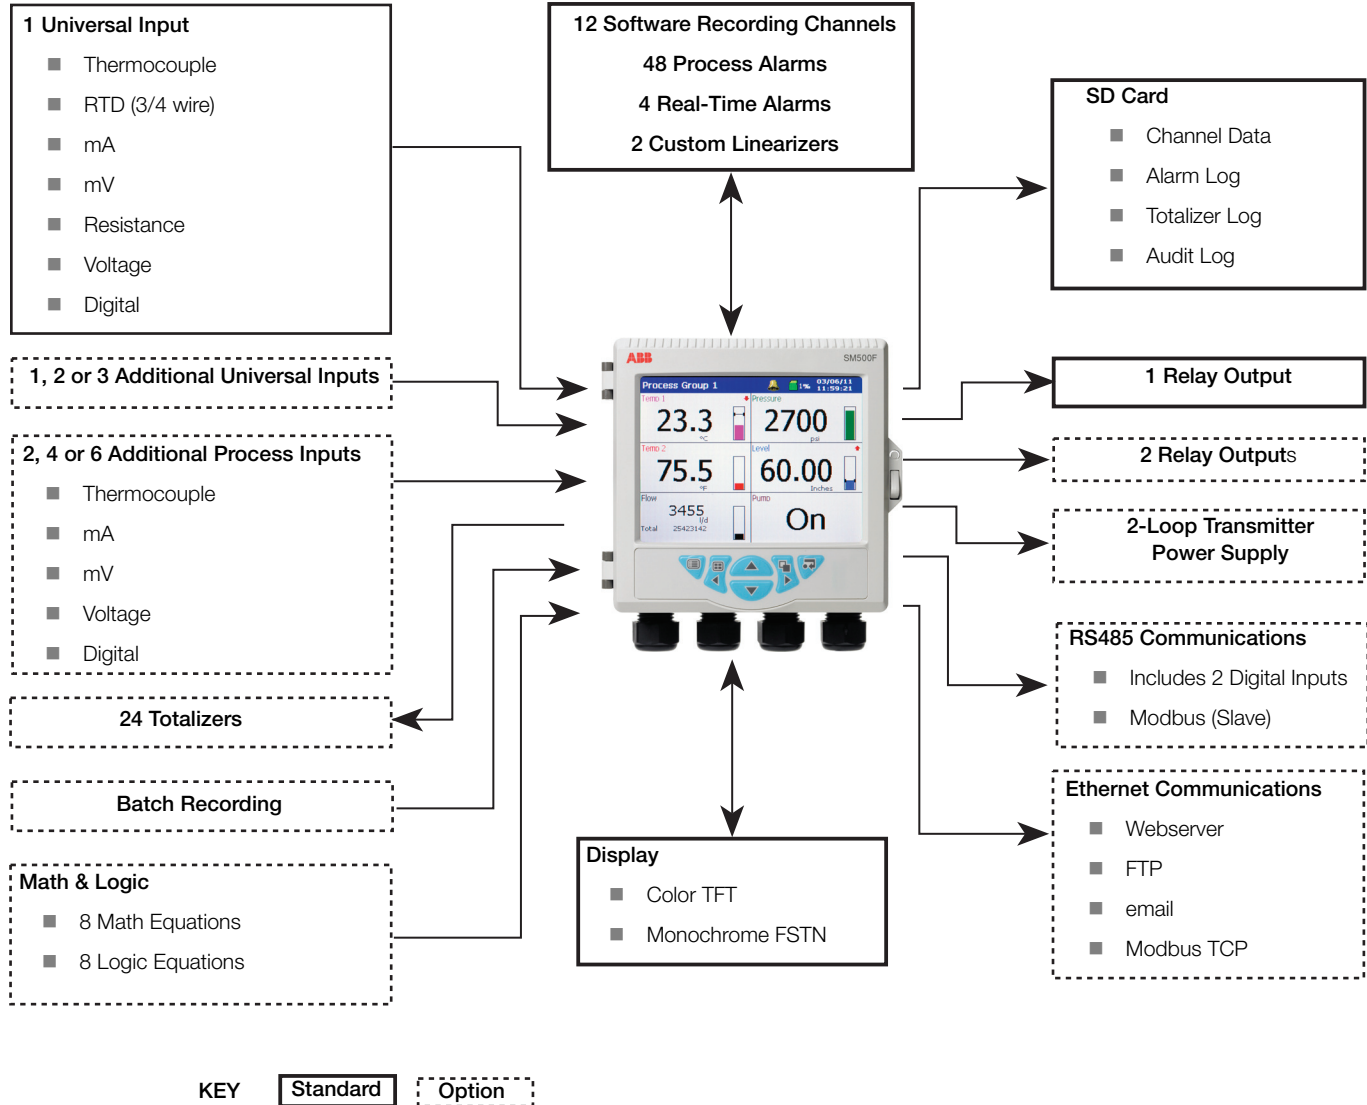 1 Universal Input
■ Thermocouple
■ RTD (3/4 wire)
■ mA
■ mV
■ Resistance
■ Voltage
■ Digital
12 Software Recording Channels
48 Process Alarms
4 Real-Time Alarms
2 Custom Linearizers
SD Card
■ Channel Data
■ Alarm Log
■ Totalizer Log
■ Audit Log
1, 2 or 3 Additional Universal Inputs
2, 4 or 6 Additional Process Inputs
■ Thermocouple
■ mA
■ mV
■ Voltage
■ Digital
24 Totalizers
Batch Recording
Math & Logic
■ 8 Math Equations
■ 8 Logic Equations
ABB
SM500F
Process Group 1
1%
03/06/11
11:59:21
Temp 1
23.3
°C
Pressure
2700
psi
Temp 2
75.5
°F
Level
60.00
Inches
Flow
3455
l/d
Total 25423142
Pump
On
Display
■ Color TFT
■ Monochrome FSTN
1 Relay Output
2 Relay Outputs
2-Loop Transmitter
Power Supply
RS485 Communications
■ Includes 2 Digital Inputs
■ Modbus (Slave)
Ethernet Communications
■ Webserver
■ FTP
■ email
■ Modbus TCP
KEY
Standard
Option